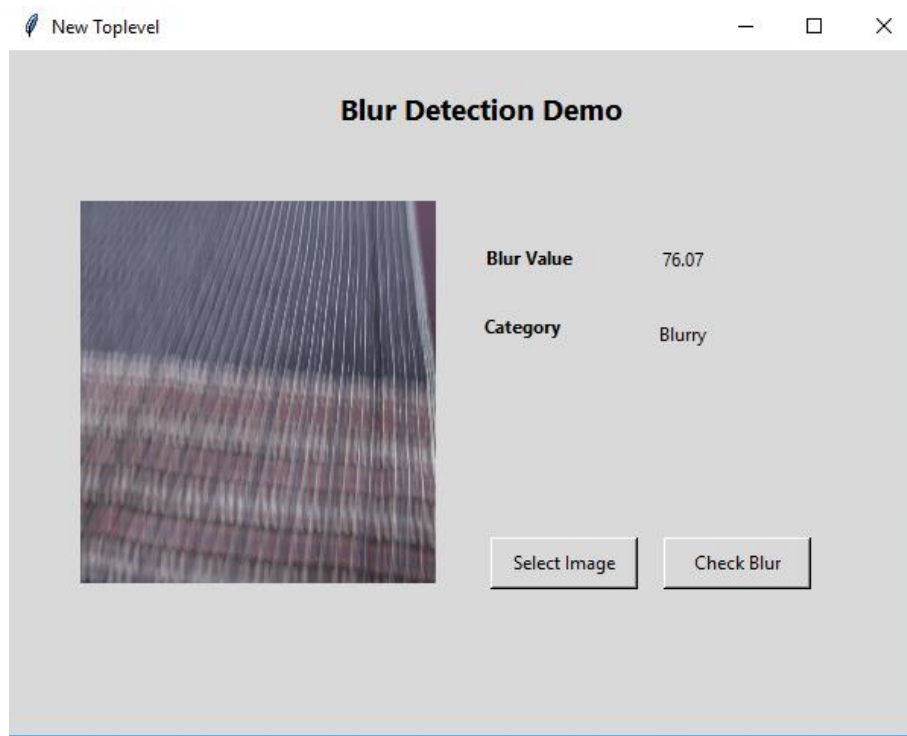 New Toplevel
Blur Detection Demo
Blur Value 76.07
Category Blurry
Select Image Check Blur